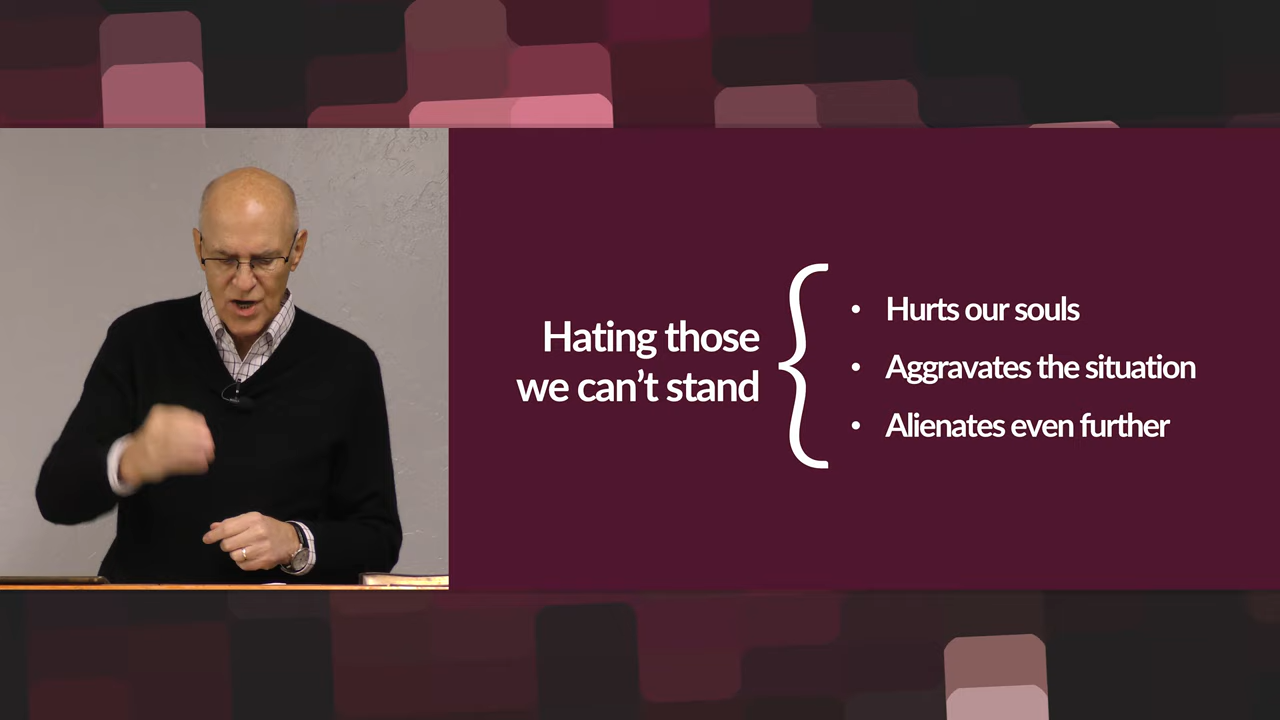 Hating those
we can’t stand
• Hurts our souls
• Aggravates the situation
• Alienates even further